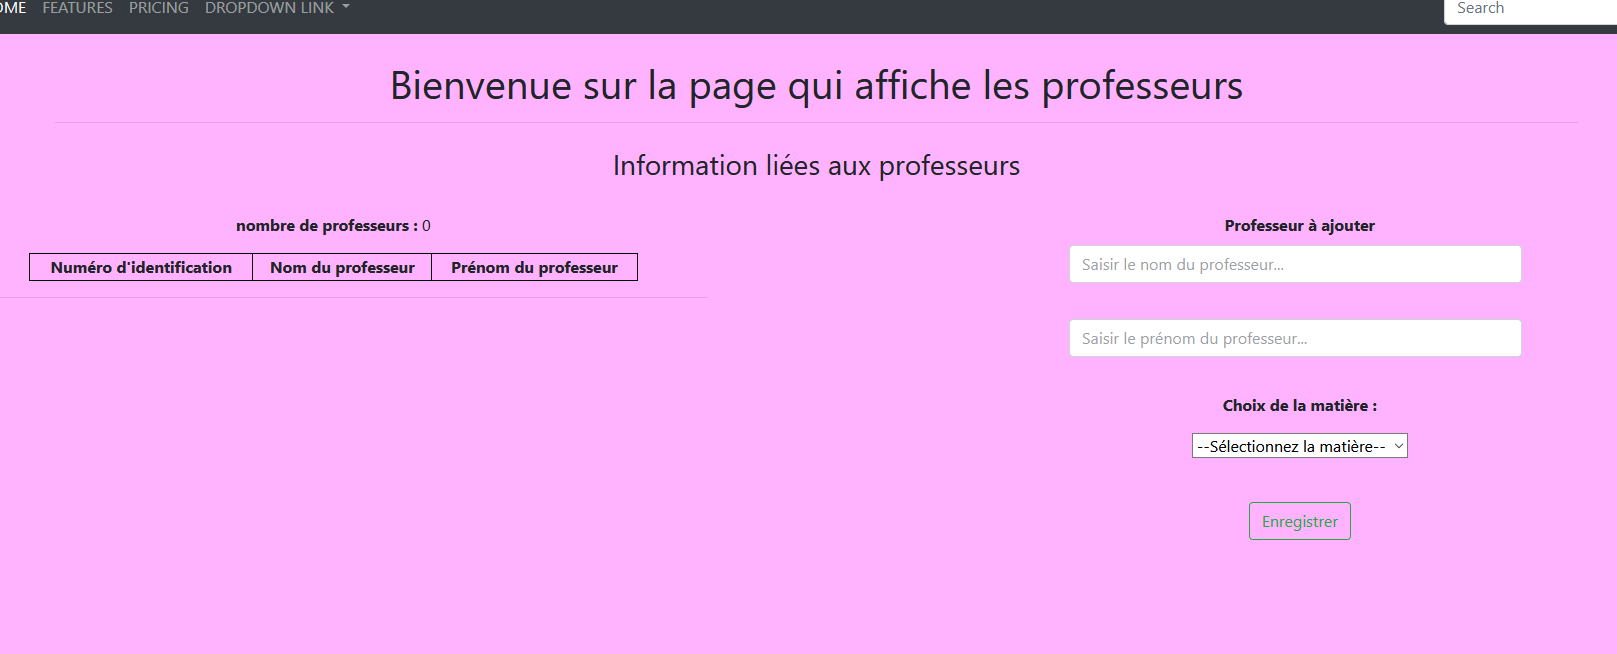 OME FEATURES PRICING DROPDOWN LINK Search
Bienvenue sur la page qui affiche les professeurs
Information liées aux professeurs
nombre de professeurs : 0
Numéro d'identification Nom du professeur Prénom du professeur
Professeur à ajouter
Saisir le nom du professeur...
Saisir le prénom du professeur...
Choix de la matière :
--Sélectionnez la matière--
Enregistrer